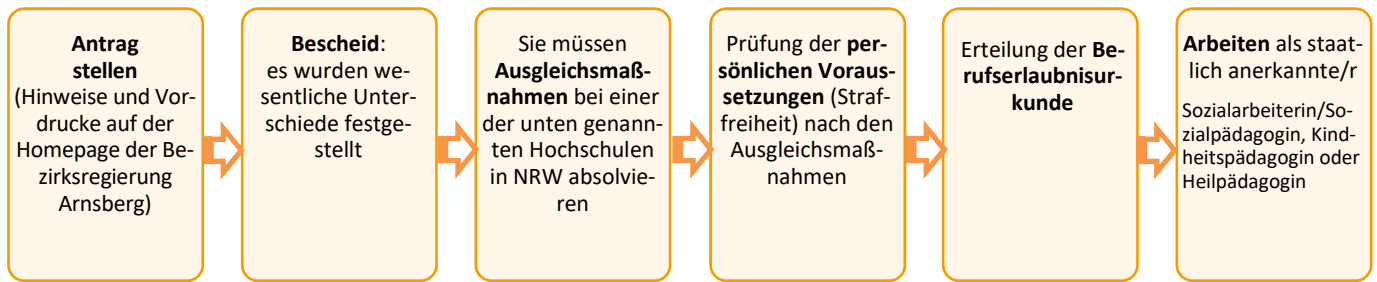 Antrag
stellen
(Hinweise und Vor-
drucke auf der
Homepage der Be-
zirksregierung
Arnsberg)
Bescheid:
es wurden we-
sentliche Unter-
schiede festge-
stellt
Sie müssen
Ausgleichsmaß-
nahmen bei einer
der unten genann-
ten Hochschulen
in NRW absolvie-
ren
Prüfung der per-
sönlichen Voraus-
setzungen (Straf-
freiheit) nach den
Ausgleichsmaß-
nahmen
Erteilung der Be-
rufserlaubnisur-
kunde
Arbeiten als staat-
lich anerkannte/r
Sozialarbeiterin/So-
zialpädagogin, Kind-
heitspädagogin oder
Heilpädagogin